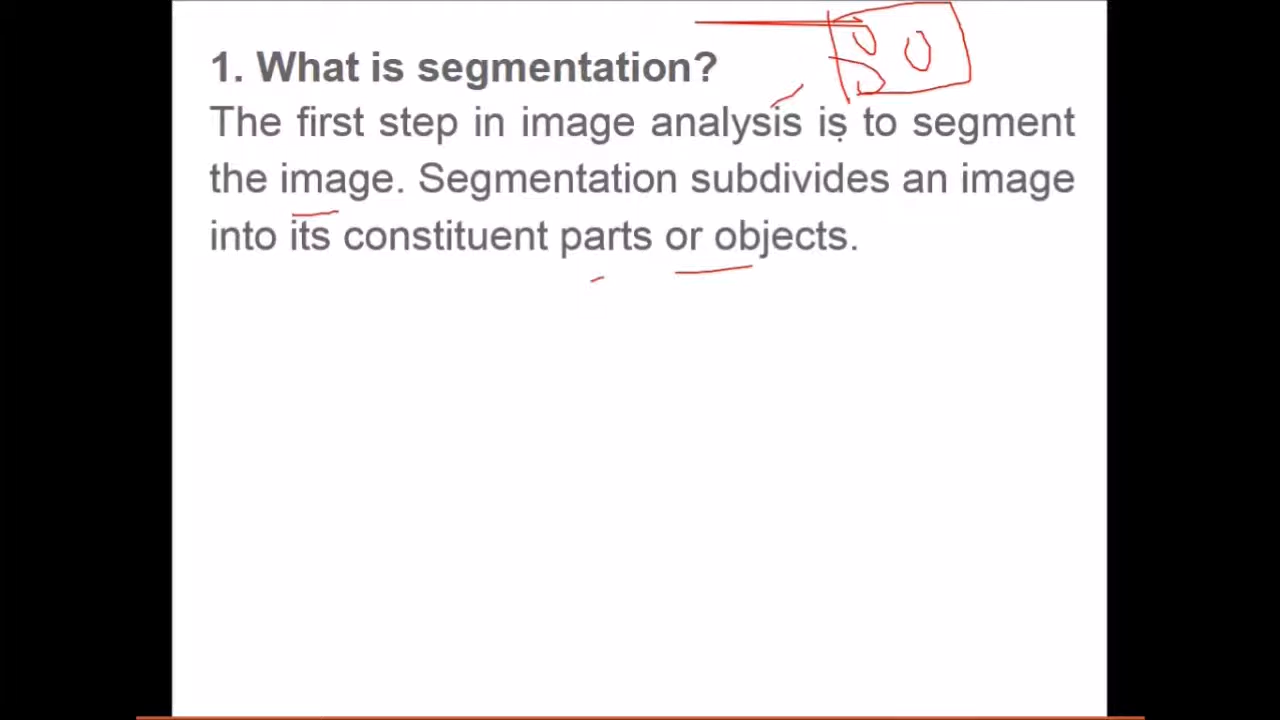 1. What is segmentation?
The first step in image analysis is to segment
the image. Segmentation subdivides an image
into its constituent parts or objects.